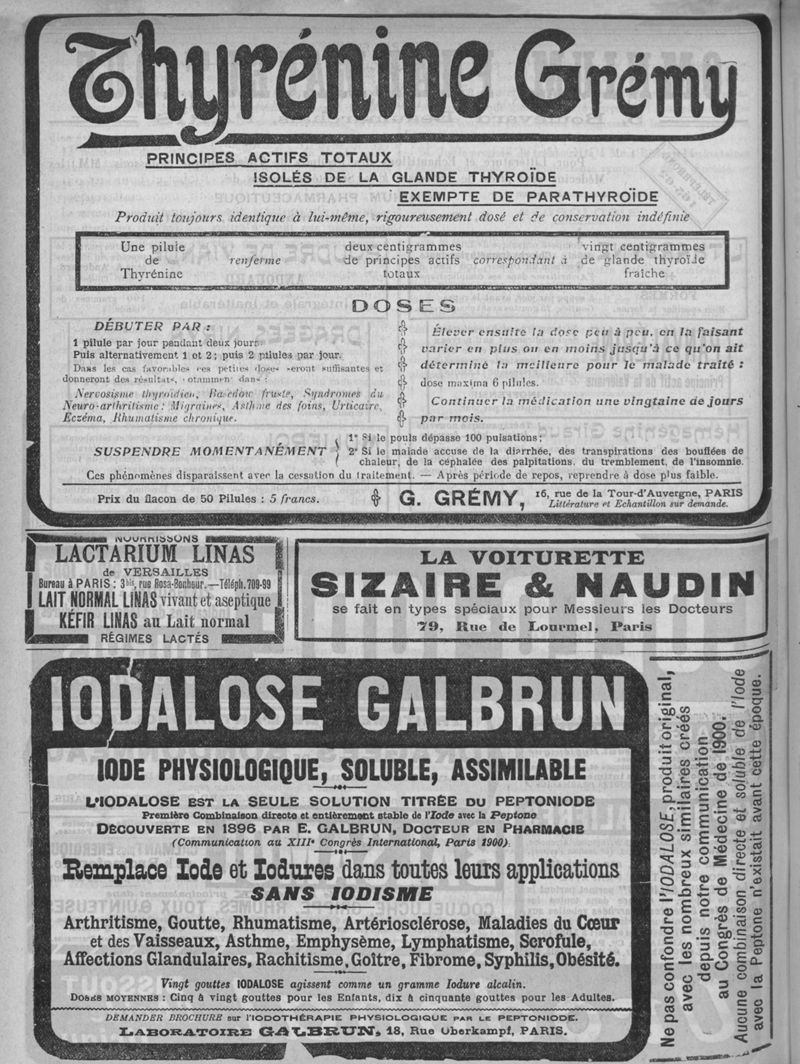 Thyrénine Grémy
PRINCIPES ACTIFS TOTAUX
ISOLÉS DE LA GLANDE THYROÏDE
EXEMPTE DE PARATHYROÏDE
Produit toujours identique à lui-même, rigoureusement dosé et de conservation indéfinie
Une pilule
de
Thyrénine
renferme
deux centigrammes
de principes actifs
totaux
correspondant à
vingt centigrammes
de glande thyroïde
fraîche
DOSES
DÉBUTER PAR :
1 pilule par jour pendant deux jours:
Puis alternativement 1 et 2; puis 2 pilules par jour.
Dans les cas favorables ces petites doses seront suffisantes et
donneront des résultats, notamment dans :
Nervosisme thyroïdien, Basedow fruste, Syndromes du
Neuro-arthritisme: Migraines, Asthme des foins, Urticaire,
Eczéma, Rhumatisme chronique.
Élever ensuite la dose peu à peu, en la faisant
varier en plus ou en moins jusqu'à ce qu'on ait
déterminé la meilleure pour le malade traité :
dose maxima 6 pilules.
Continuer la médication une vingtaine de jours
par mois.
SUSPENDRE MOMENTANÉMENT
1° Si le pouls dépasse 100 pulsations;
2° Si le malade accuse de la diarrhée, des transpirations des bouffées de
chaleur, de la céphalée des palpitations, du tremblement, de l'insomnie.
Ces phénomènes disparaissent avec la cessation du traitement. — Après période de repos, reprendre à dose plus faible.
Prix du flacon de 50 Pilules : 5 francs.
G. GRÉMY, 16, rue de la Tour-d'Auvergne, PARIS
Littérature et Echantillon sur demande.
NOURRISSONS
LACTARIUM LINAS
de VERSAILLES
Bureau à PARIS : 3bis, rue Rosa-Bonheur.—Téléph. 709-99
LAIT NORMAL LINAS vivant et aseptique
KÉFIR LINAS au Lait normal
RÉGIMES LACTÉS
LA VOITURETTE
SIZAIRE & NAUDIN
se fait en types spéciaux pour Messieurs les Docteurs
79, Rue de Lourmel, Paris
IODALOSE GALBRUN
IODE PHYSIOLOGIQUE, SOLUBLE, ASSIMILABLE
L'IODALOSE EST LA SEULE SOLUTION TITRÉE DU PEPTONIODE
Première Combinaison directe et entièrement stable de l'Iode avec la Peptone
DÉCOUVERTE EN 1896 PAR E. GALBRUN, DOCTEUR EN PHARMACIE
(Communication au XIIIe Congrès International, Paris 1900).
Remplace Iode et Iodures dans toutes leurs applications
SANS IODISME
Arthritisme, Goutte, Rhumatisme, Artériosclérose, Maladies du Cœur
et des Vaisseaux, Asthme, Emphysème, Lymphatisme, Scrofule,
Affections Glandulaires, Rachitisme, Goître, Fibrome, Syphilis, Obésité.
Vingt gouttes IODALOSE agissent comme un gramme Iodure alcalin.
DOSES MOYENNES : Cinq à vingt gouttes pour les Enfants, dix à cinquante gouttes pour les Adultes.
DEMANDER BROCHURE sur l'IODOTHÉRAPIE PHYSIOLOGIQUE PAR LE PEPTONIODE.
LABORATOIRE GALBRUN, 18, Rue Oberkampf, PARIS.
Ne pas confondre l'IODALOSE, produit original,
avec les nombreux similaires créés
depuis notre communication
au Congrès de Médecine de 1900.
Aucune combinaison directe et soluble de l'Iode
avec la Peptone n'existait avant cette époque.